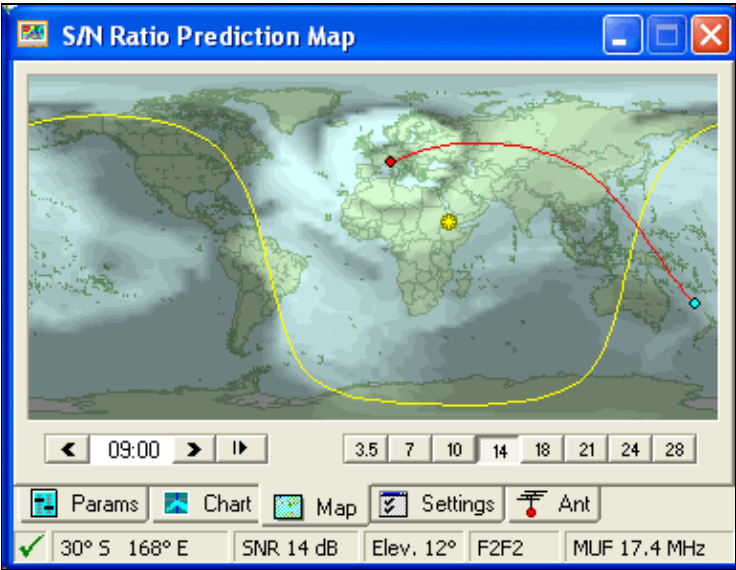 S/N Ratio Prediction Map
09:00
3.5 7 10 14 18 21 24 28
Params Chart Map Settings Ant
30° S 168° E SNR 14 dB Elev. 12° F2F2 MUF 17.4 MHz